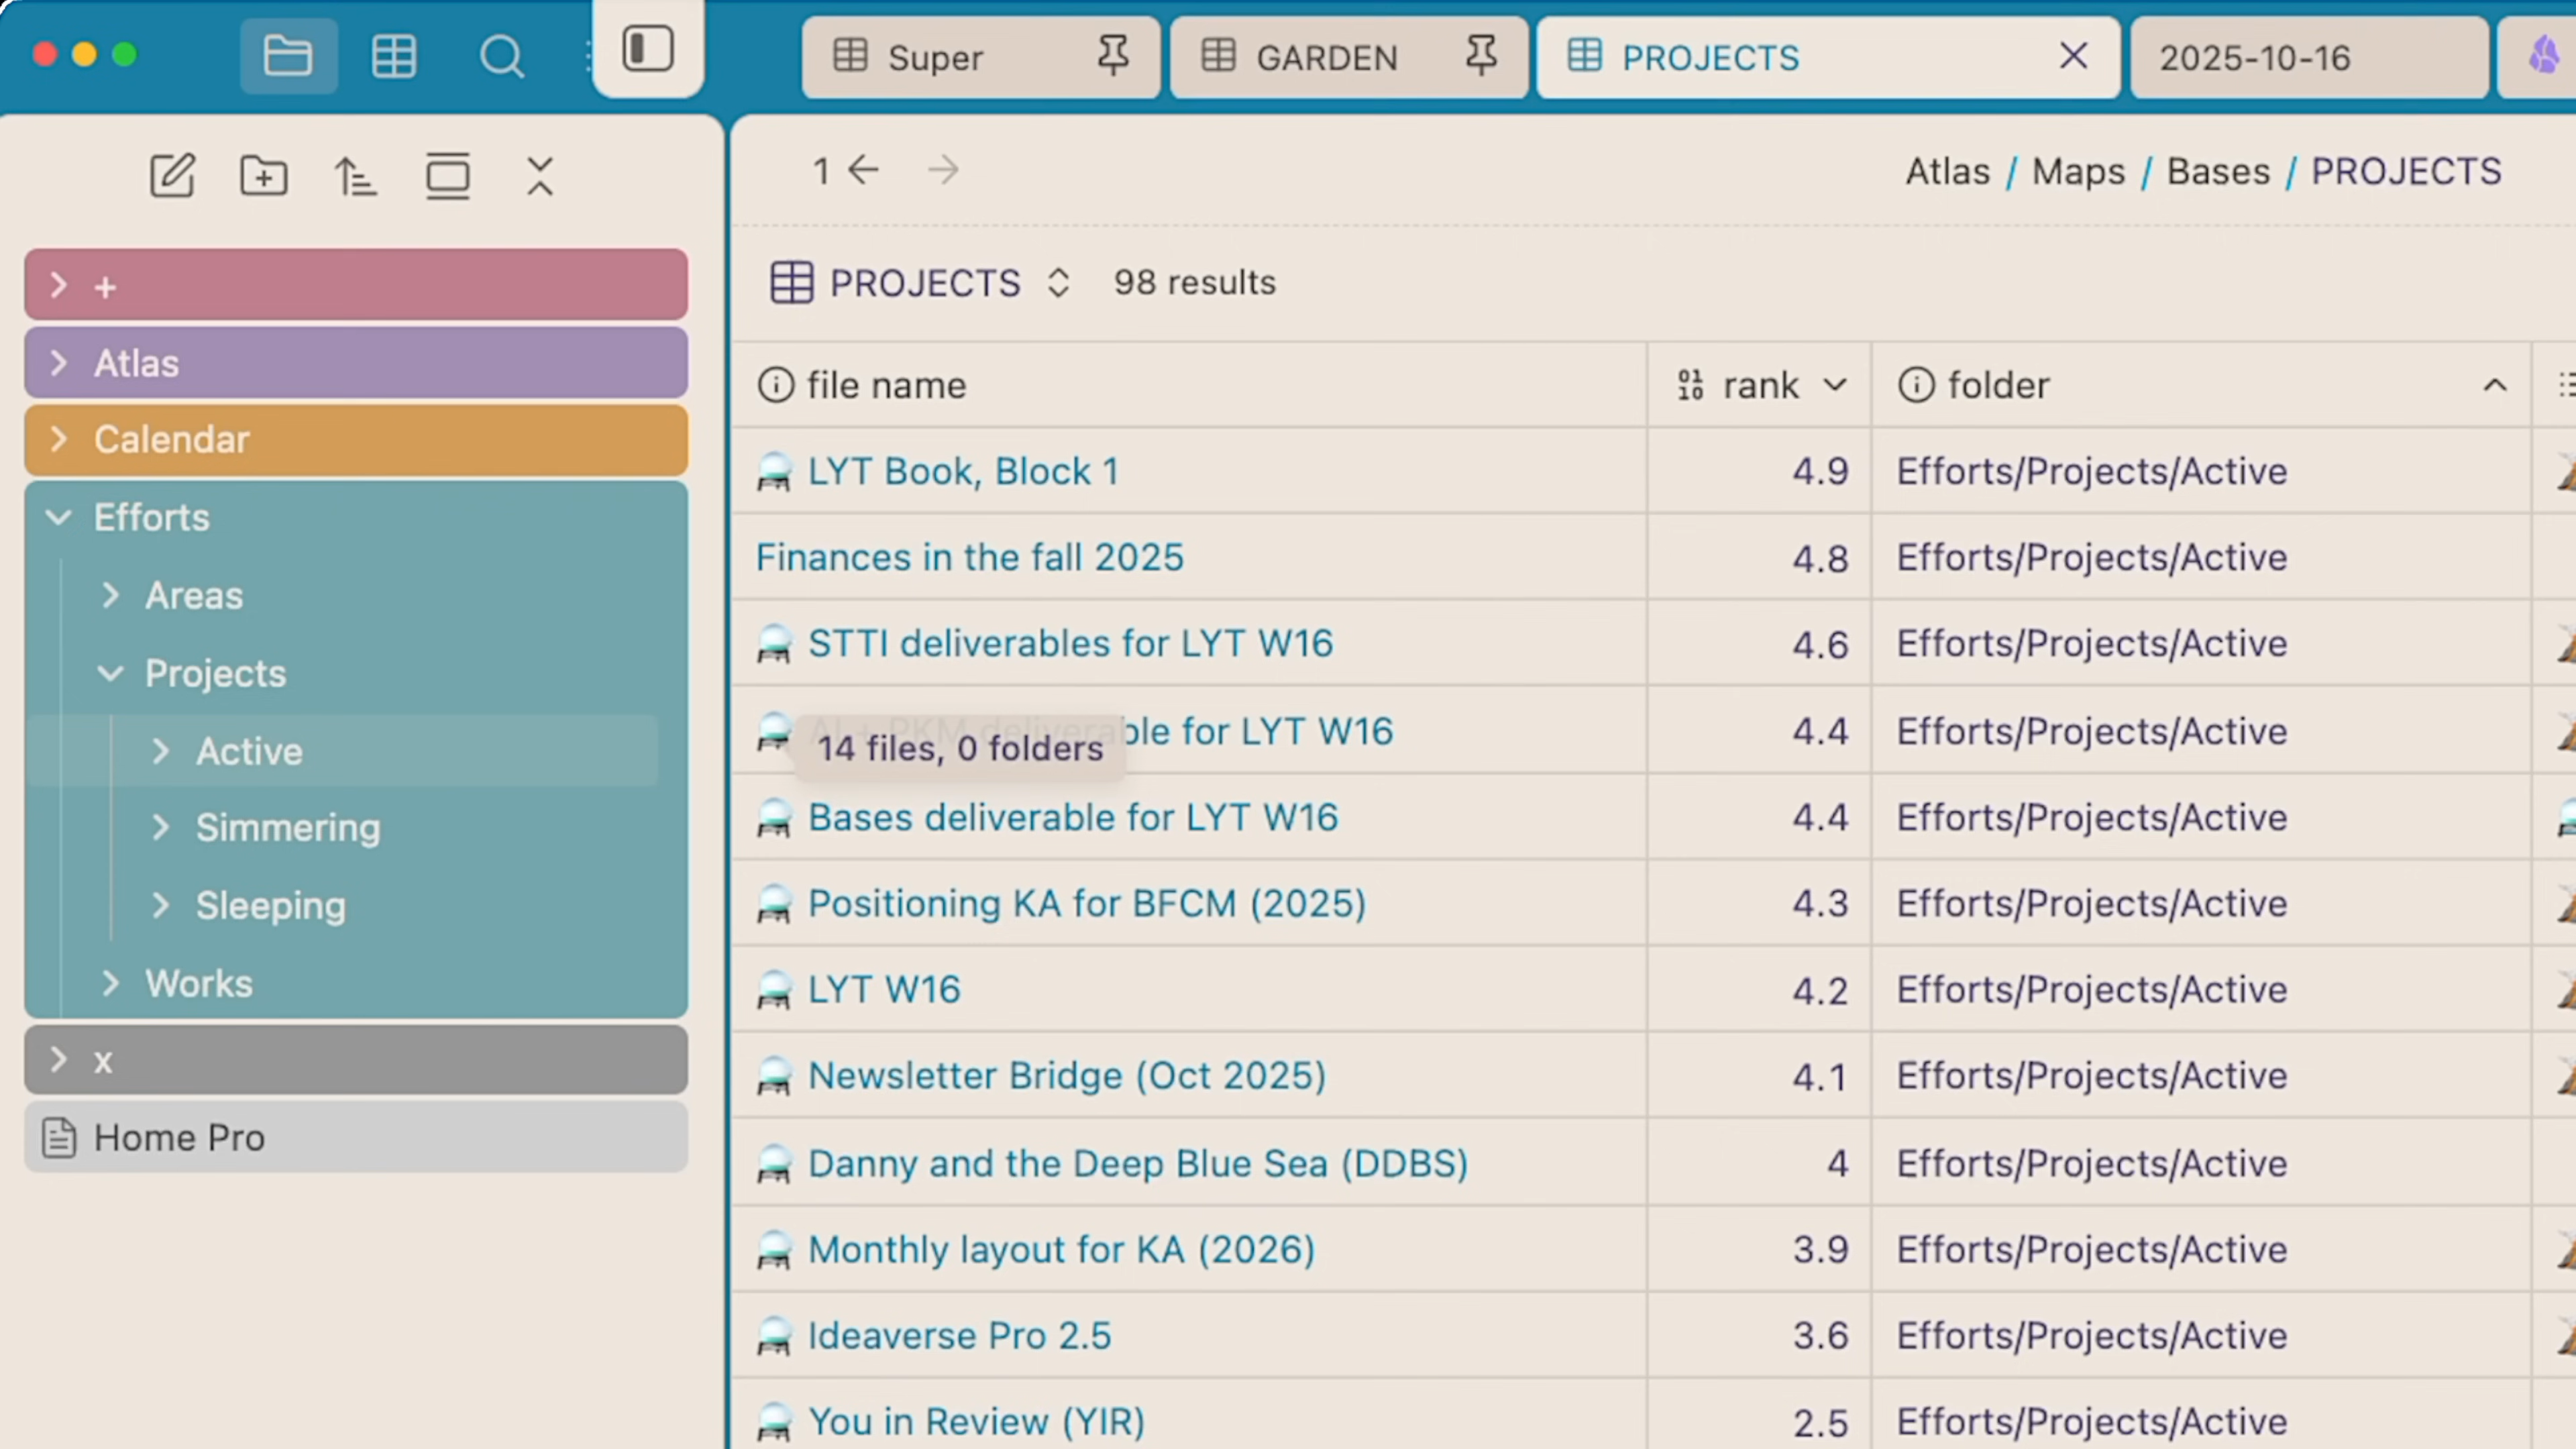 Super
GARDEN
PROJECTS
2025-10-16
1
Atlas / Maps / Bases / PROJECTS
+
Atlas
Calendar
Efforts
Areas
Projects
Active
Simmering
Sleeping
Works
x
Home Pro
PROJECTS 98 results
file name rank folder
LYT Book, Block 1 4.9 Efforts/Projects/Active
Finances in the fall 2025 4.8 Efforts/Projects/Active
STTI deliverables for LYT W16 4.6 Efforts/Projects/Active
AI + PKM deliverable for LYT W16 4.4 Efforts/Projects/Active
14 files, 0 folders
Bases deliverable for LYT W16 4.4 Efforts/Projects/Active
Positioning KA for BFCM (2025) 4.3 Efforts/Projects/Active
LYT W16 4.2 Efforts/Projects/Active
Newsletter Bridge (Oct 2025) 4.1 Efforts/Projects/Active
Danny and the Deep Blue Sea (DDBS) 4 Efforts/Projects/Active
Monthly layout for KA (2026) 3.9 Efforts/Projects/Active
Ideaverse Pro 2.5 3.6 Efforts/Projects/Active
You in Review (YIR) 2.5 Efforts/Projects/Active